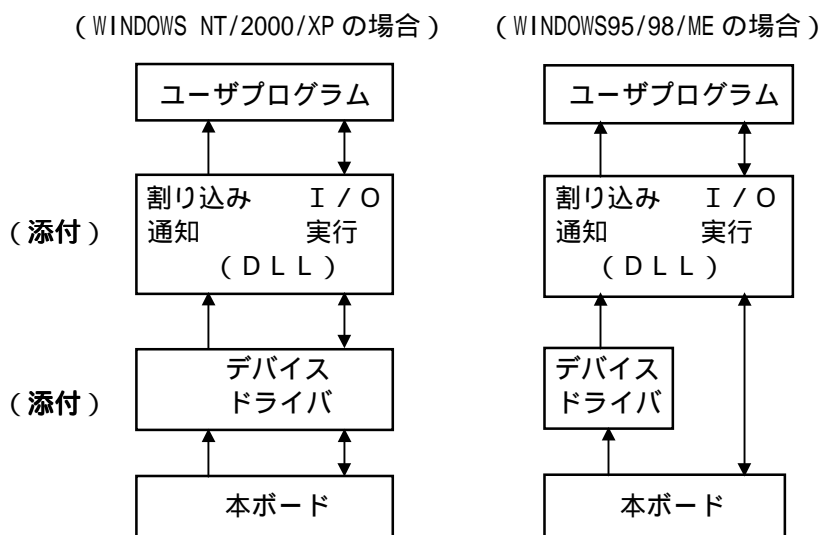 (WINDOWS NT/2000/XP の場合)
ユーザプログラム
割り込み I/O
通知 実行
(DLL)
(添付)
デバイス
ドライバ
(添付)
本ボード
(WINDOWS95/98/ME の場合)
ユーザプログラム
割り込み I/O
通知 実行
(DLL)
デバイス
ドライバ
本ボード